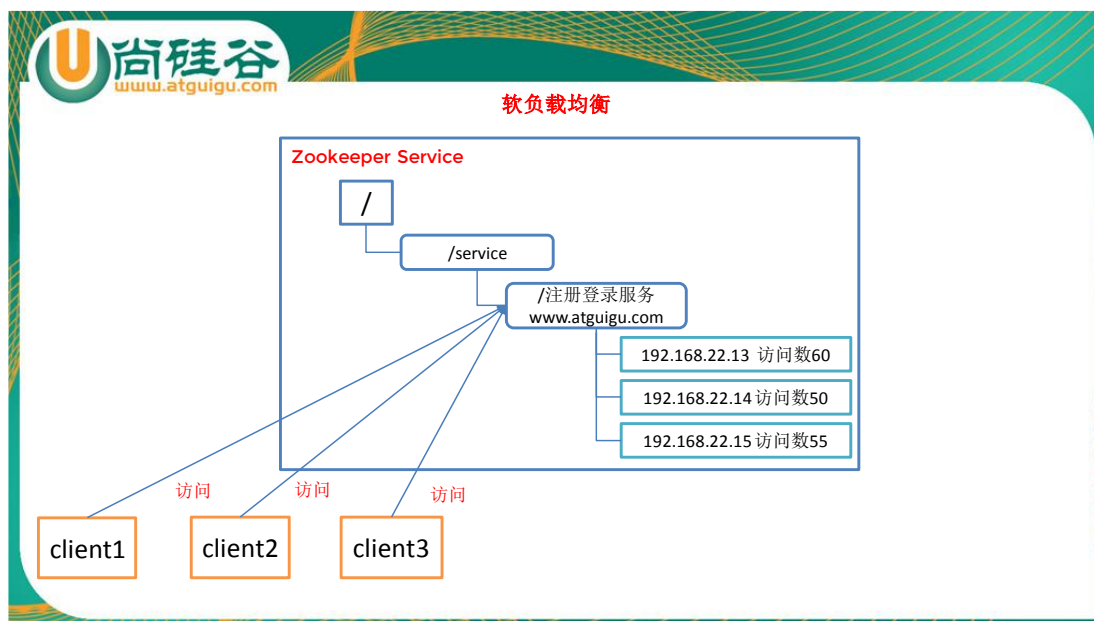 尚硅谷
www.atguigu.com
软负载均衡
Zookeeper Service
/
/service
/注册登录服务
www.atguigu.com
192.168.22.13 访问数60
192.168.22.14 访问数50
192.168.22.15 访问数55
访问
访问
访问
client1
client2
client3